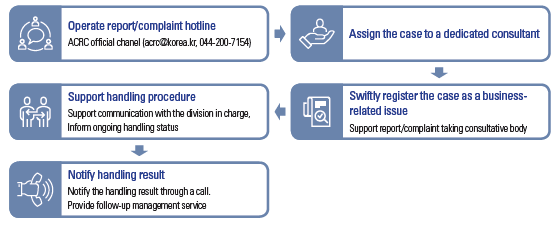 Operate report/complaint hotline
ACRC official chanel (acrc@korea.kr, 044-200-7154)
Assign the case to a dedicated consultant
Swiftly register the case as a business-
related issue
Support report/complaint taking consultative body
Support handling procedure
Support communication with the division in charge,
Inform ongoing handling status
Notify handling result
Notify the handling result through a call.
Provide follow-up management service